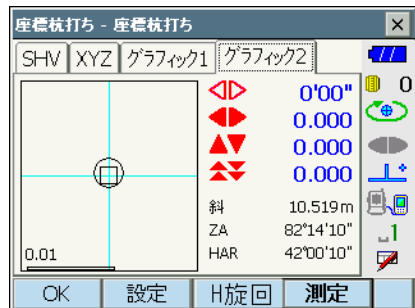 座標杭打ち - 座標杭打ち
SHV XYZ グラフィック1 グラフィック2
0
0'00"
0.000
0.000
0.000
斜 10.519m
ZA 82°14'10"
HAR 42°00'10"
_1
0.01
OK 設定 H旋回 測定